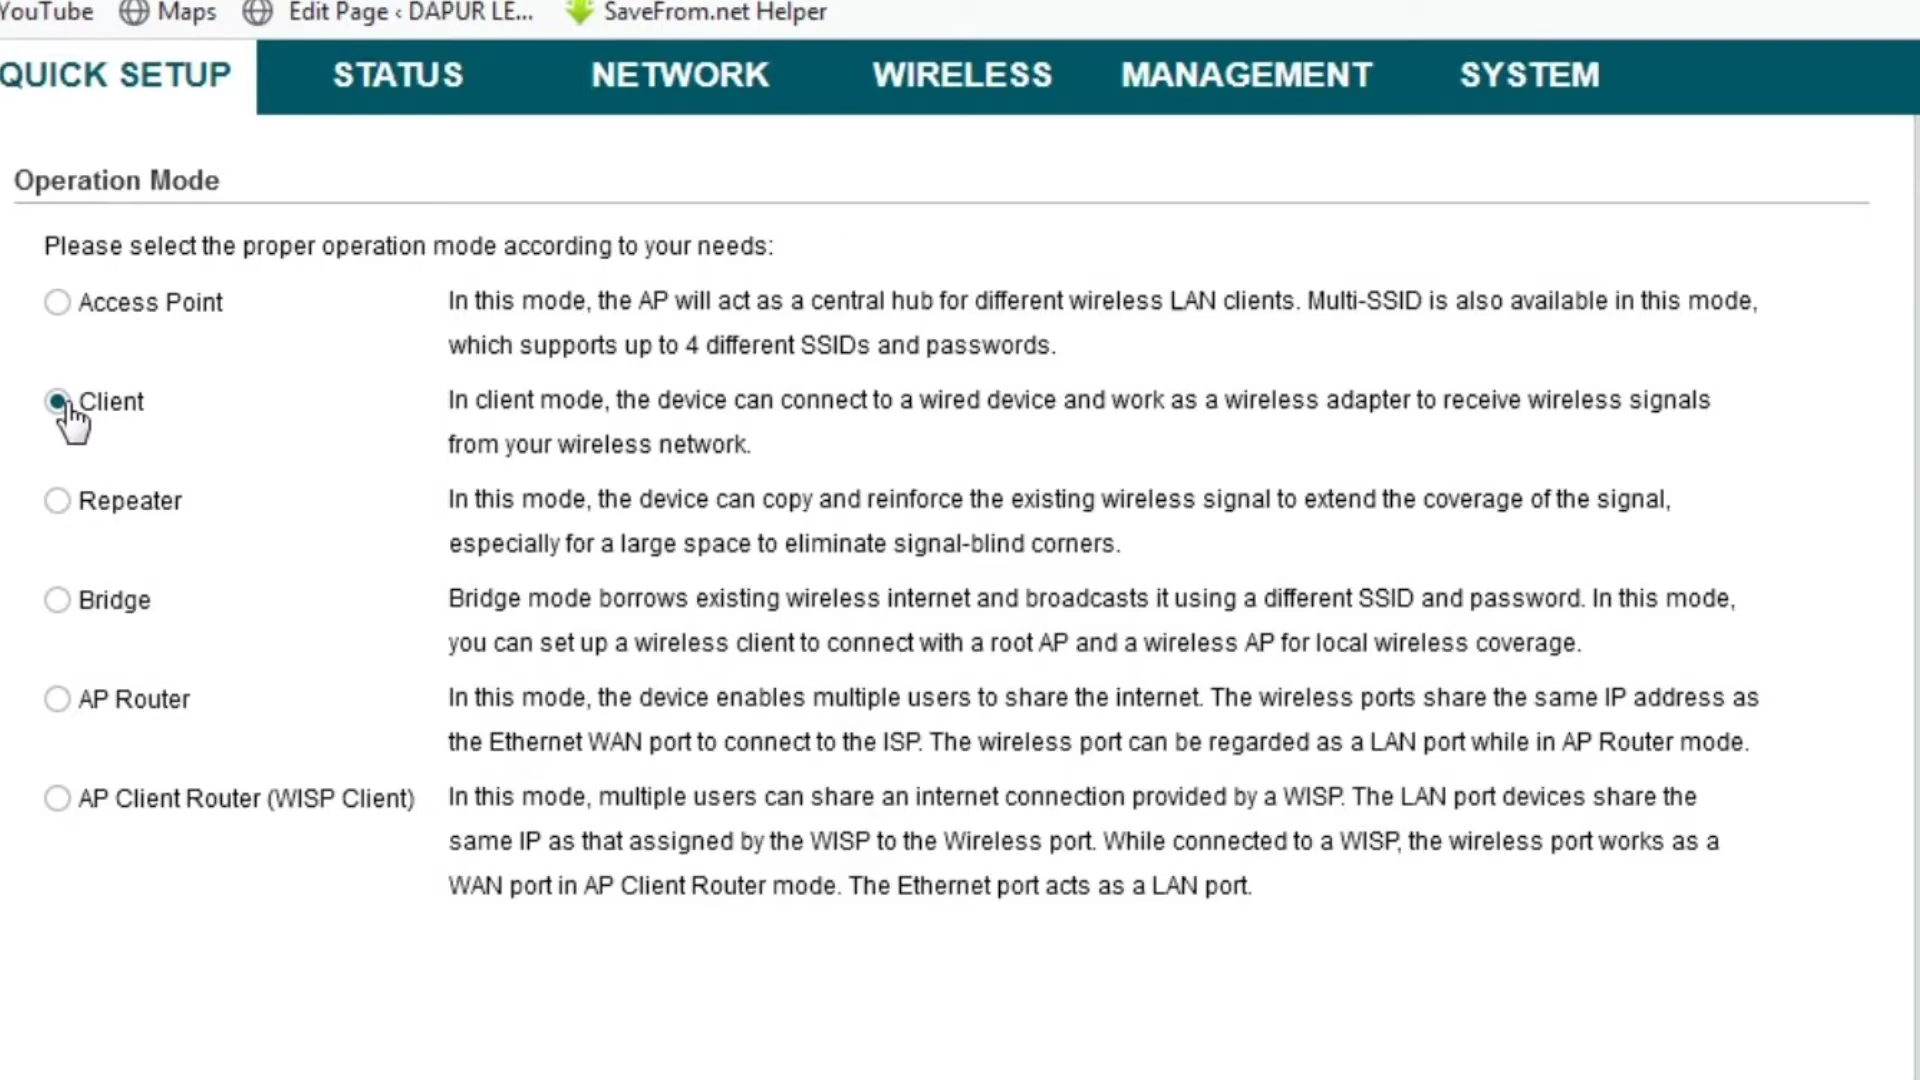 YouTube Maps Edit Page ‹ DAPUR LE... SaveFrom.net Helper
QUICK SETUP STATUS NETWORK WIRELESS MANAGEMENT SYSTEM
Operation Mode
Please select the proper operation mode according to your needs:
Access Point In this mode, the AP will act as a central hub for different wireless LAN clients. Multi-SSID is also available in this mode,
which supports up to 4 different SSIDs and passwords.
Client In client mode, the device can connect to a wired device and work as a wireless adapter to receive wireless signals
from your wireless network.
Repeater In this mode, the device can copy and reinforce the existing wireless signal to extend the coverage of the signal,
especially for a large space to eliminate signal-blind corners.
Bridge Bridge mode borrows existing wireless internet and broadcasts it using a different SSID and password. In this mode,
you can set up a wireless client to connect with a root AP and a wireless AP for local wireless coverage.
AP Router In this mode, the device enables multiple users to share the internet. The wireless ports share the same IP address as
the Ethernet WAN port to connect to the ISP. The wireless port can be regarded as a LAN port while in AP Router mode.
AP Client Router (WISP Client) In this mode, multiple users can share an internet connection provided by a WISP. The LAN port devices share the
same IP as that assigned by the WISP to the Wireless port. While connected to a WISP, the wireless port works as a
WAN port in AP Client Router mode. The Ethernet port acts as a LAN port.